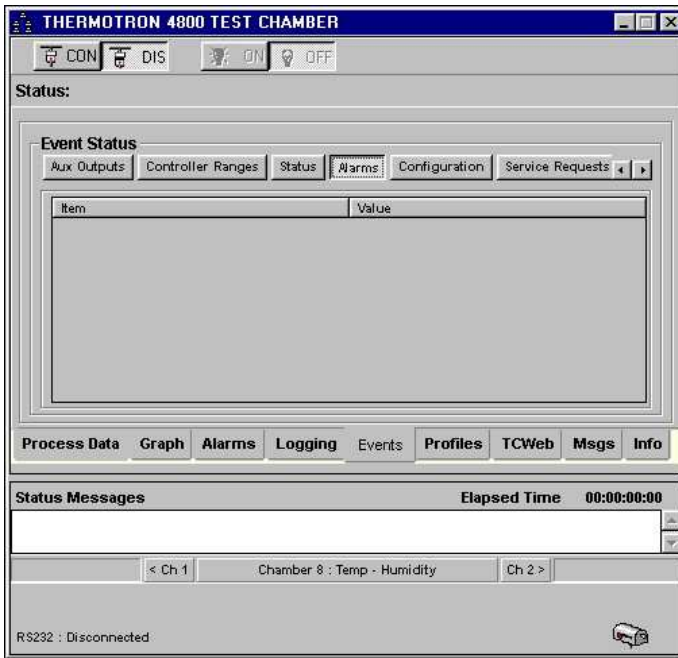 THERMOTRON 4800 TEST CHAMBER
CON DIS ON OFF
Status:
Event Status
Aux Outputs Controller Ranges Status Alarms Configuration Service Requests
Item Value
Process Data Graph Alarms Logging Events Profiles TCWeb Msgs Info
Status Messages Elapsed Time 00:00:00:00
< Ch 1 Chamber 8 : Temp - Humidity Ch 2 >
RS232 : Disconnected